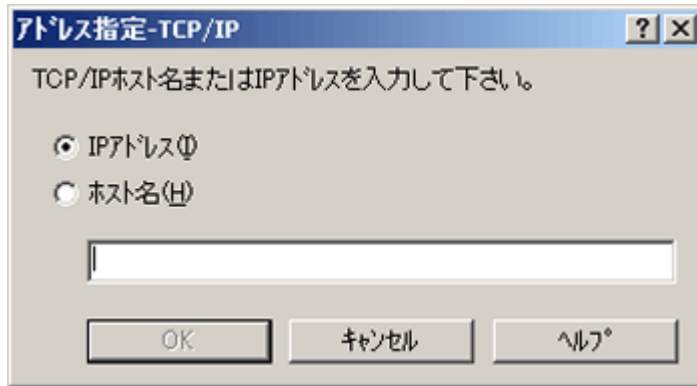 ｱﾄﾞﾚｽ指定-TCP/IP
TCP/IPﾎｽﾄ名またはIPｱﾄﾞﾚｽを入力して下さい。
IPｱﾄﾞﾚｽ(I)
ﾎｽﾄ名(H)
OK ｷｬﾝｾﾙ ﾍﾙﾌﾟ